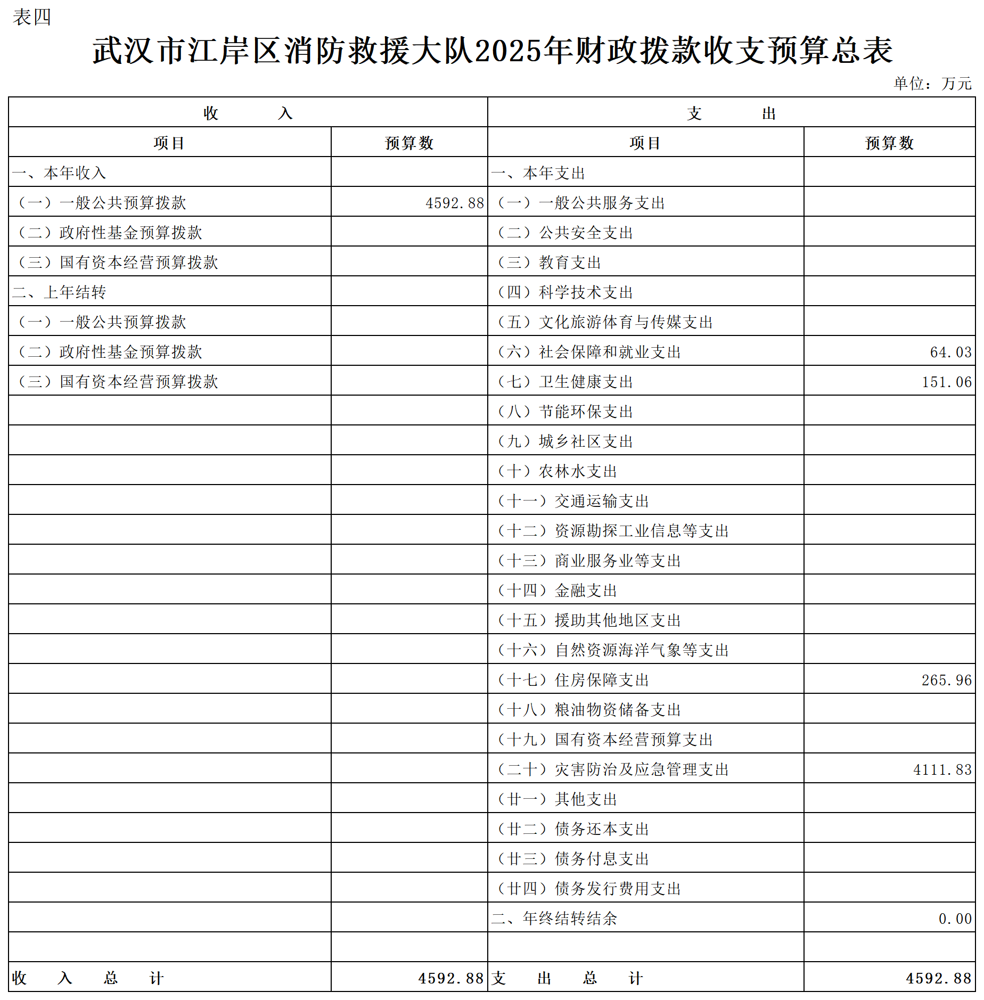 表四
武汉市江岸区消防救援大队2025年财政拨款收支预算总表
单位：万元
收 入 支 出
项目 预算数 项目 预算数
一、本年收入 一、本年支出
（一）一般公共预算拨款 4592.88 （一）一般公共服务支出
（二）政府性基金预算拨款 （二）公共安全支出
（三）国有资本经营预算拨款 （三）教育支出
二、上年结转 （四）科学技术支出
（一）一般公共预算拨款 （五）文化旅游体育与传媒支出
（二）政府性基金预算拨款 （六）社会保障和就业支出 64.03
（三）国有资本经营预算拨款 （七）卫生健康支出 151.06
（八）节能环保支出
（九）城乡社区支出
（十）农林水支出
（十一）交通运输支出
（十二）资源勘探工业信息等支出
（十三）商业服务业等支出
（十四）金融支出
（十五）援助其他地区支出
（十六）自然资源海洋气象等支出
（十七）住房保障支出 265.96
（十八）粮油物资储备支出
（十九）国有资本经营预算支出
（二十）灾害防治及应急管理支出 4111.83
（廿一）其他支出
（廿二）债务还本支出
（廿三）债务付息支出
（廿四）债务发行费用支出
二、年终结转结余 0.00
收 入 总 计 4592.88 支 出 总 计 4592.88